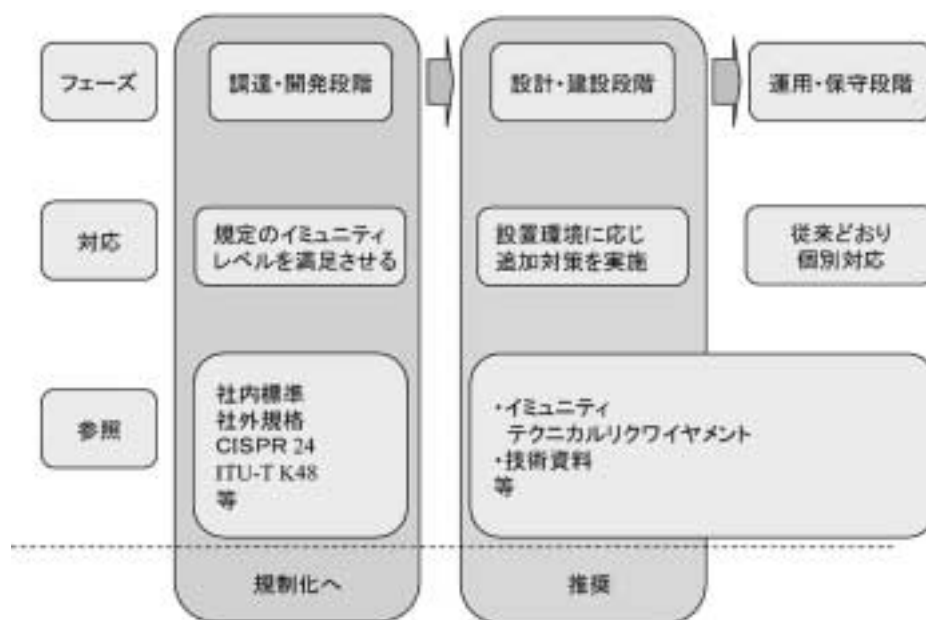 フェーズ
調達・開発段階
設計・建設段階
運用・保守段階
対応
規定のイミュニティ
レベルを満足させる
設置環境に応じ
追加対策を実施
従来どおり
個別対応
参照
社内標準
社外規格
CISPR 24
ITU-T K48
等
・イミュニティ
テクニカルリクワイヤメント
・技術資料
等
規制化へ
推奨